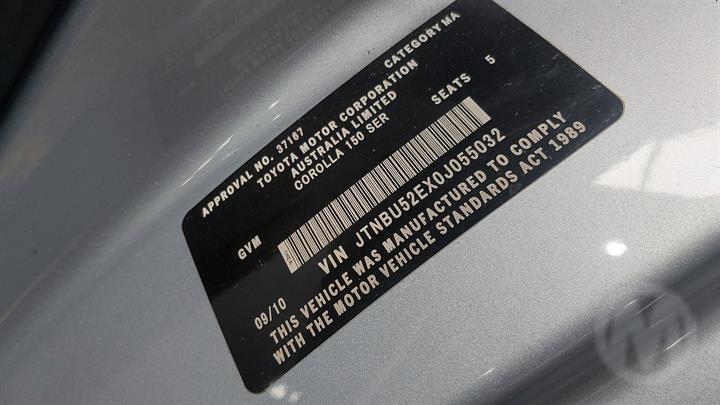 APPROVAL NO. 37167 CATEGORY MA
TOYOTA MOTOR CORPORATION
AUSTRALIA LIMITED
COROLLA 150 SER SEATS 5
GVM
VIN JTNBU52EX0J055032
09/10
THIS VEHICLE WAS MANUFACTURED TO COMPLY
WITH THE MOTOR VEHICLE STANDARDS ACT 1989
M